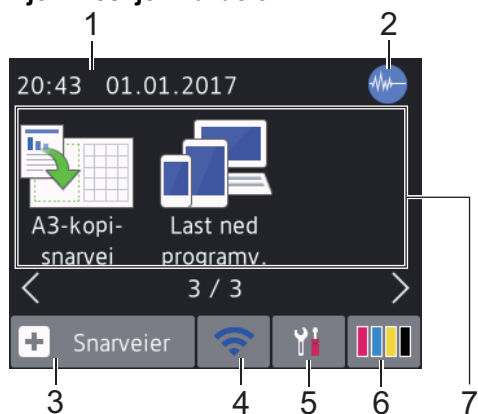 1 2
20:43 01.01.2017
A3-kopi-
snarvei
Last ned
programv.
3 / 3
7
Snarveier
3 4 5 6